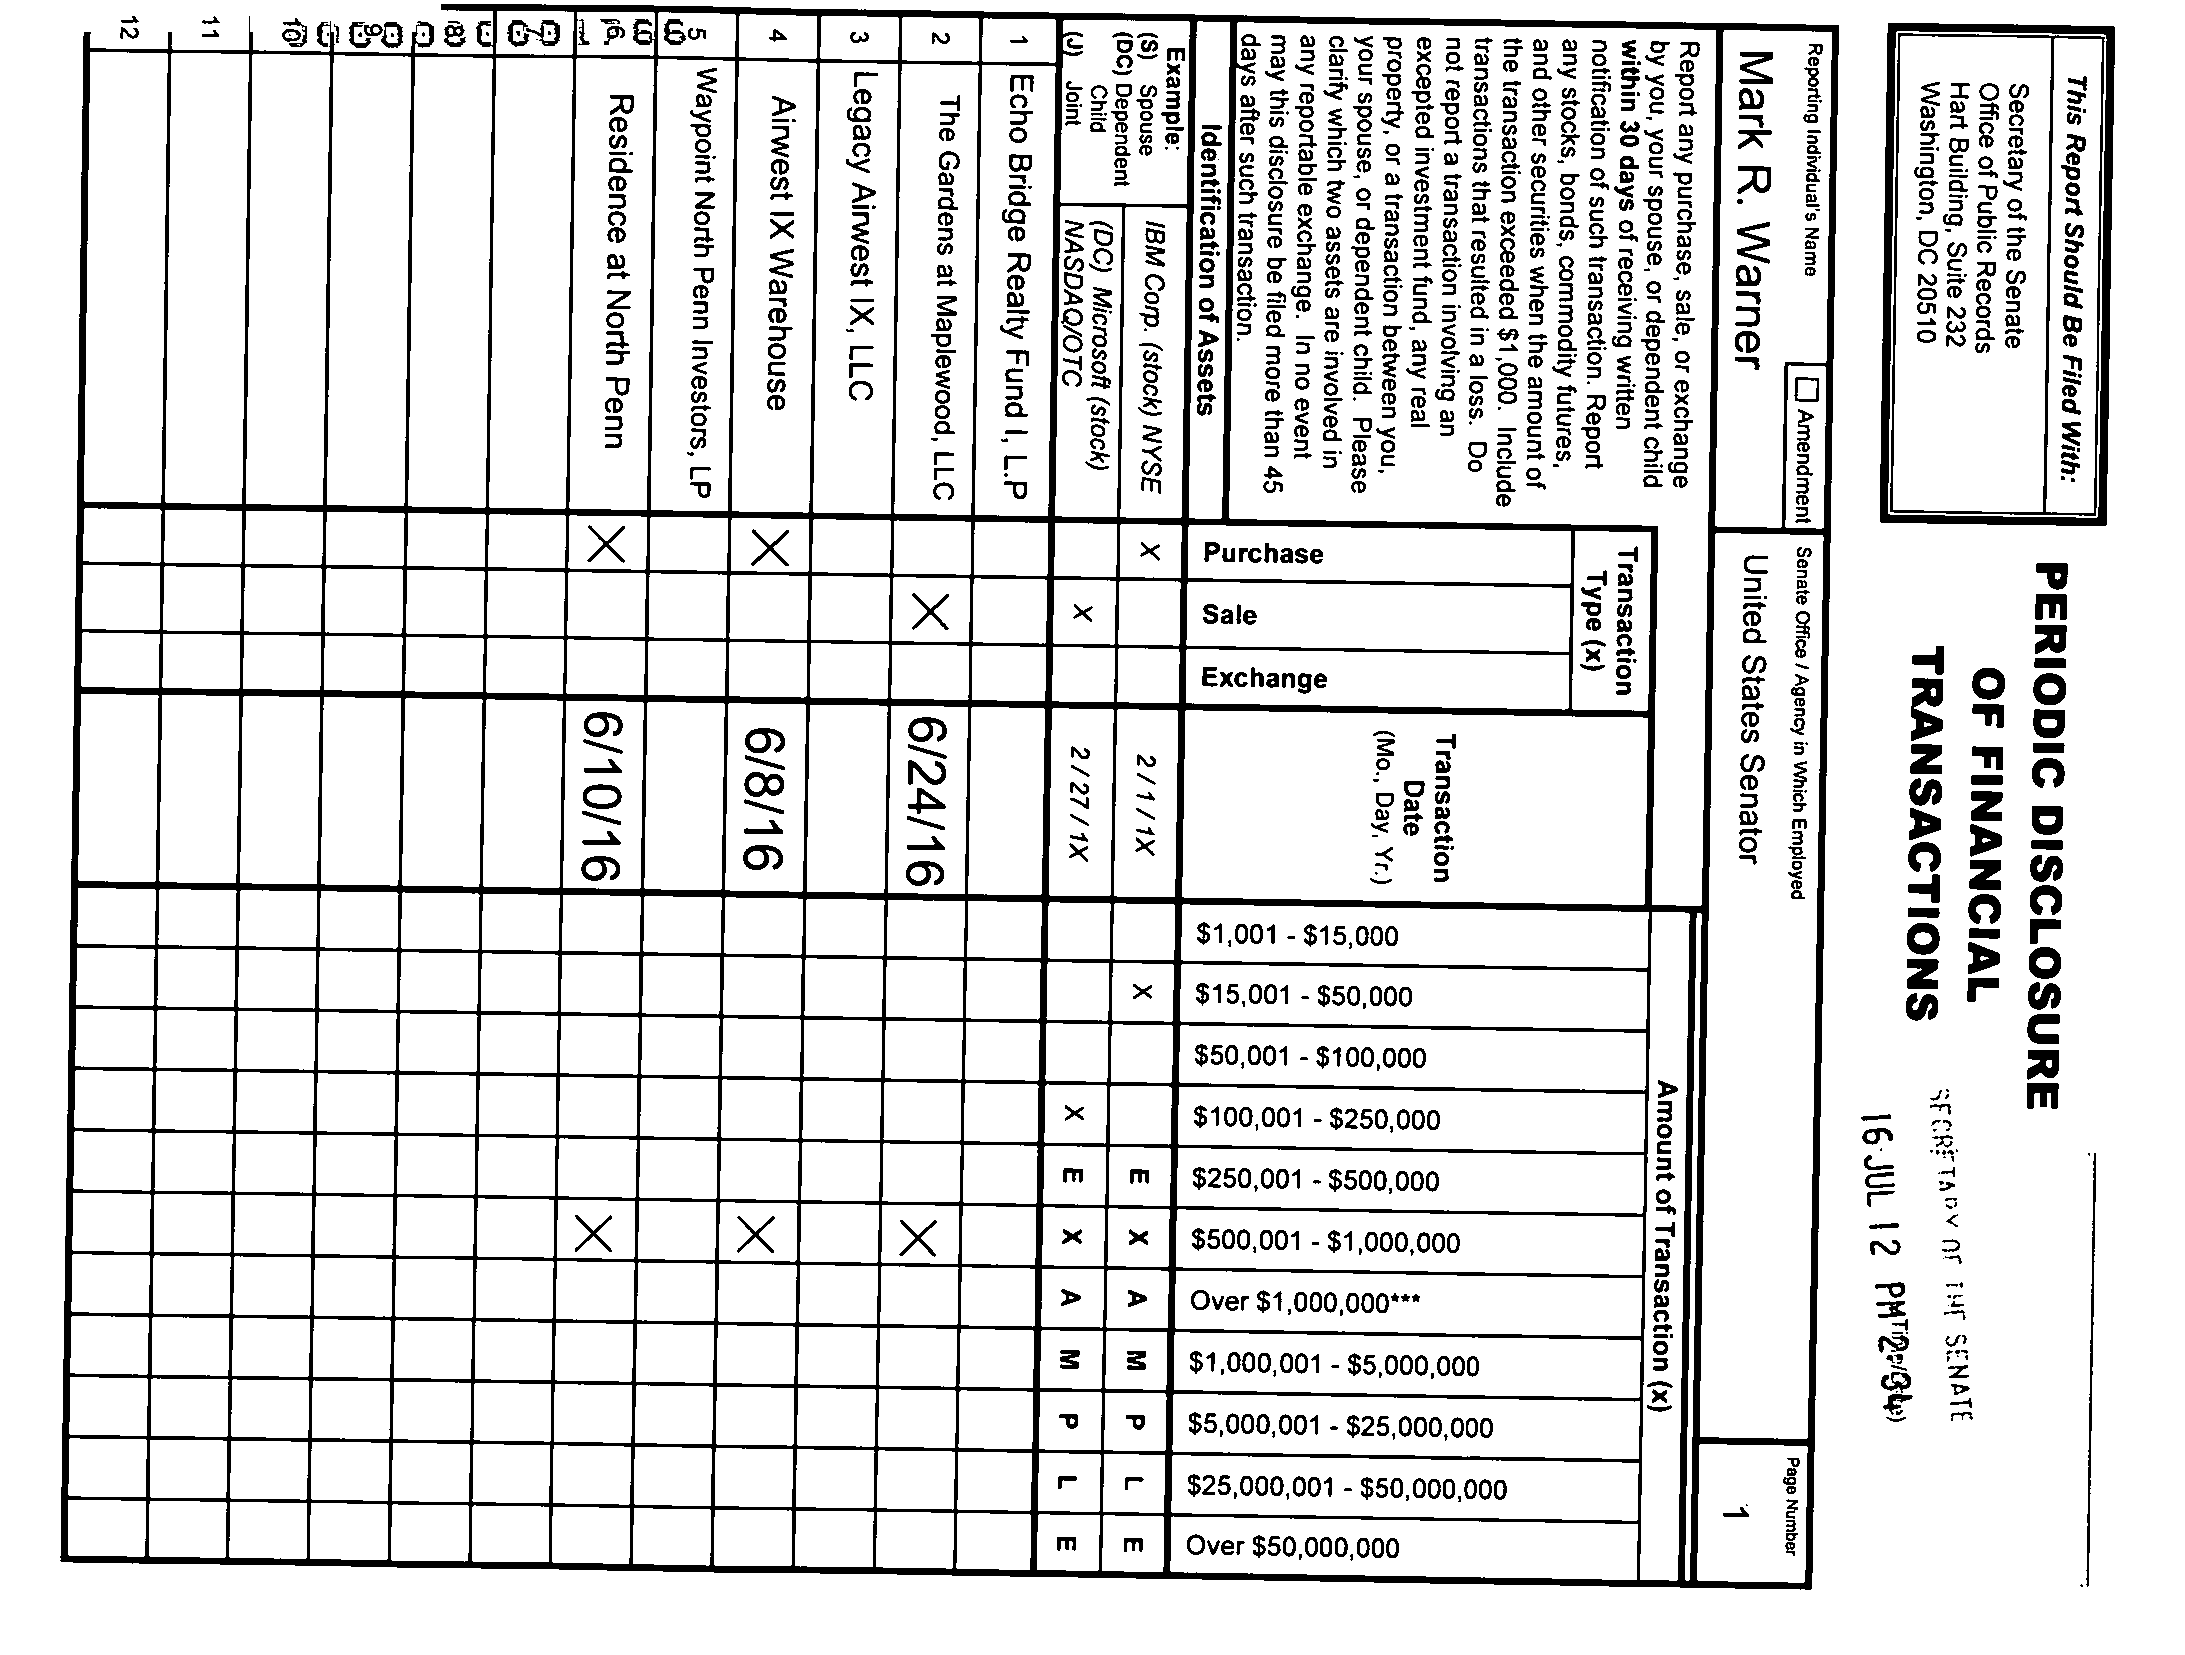 This Report Should Be Filed With:
Secretary of the Senate
Office of Public Records
Hart Building, Suite 232
Washington, DC 20510
PERIODIC DISCLOSURE
OF FINANCIAL
TRANSACTIONS
SECRETARY OF THE SENATE
16 JUL 12 PM 2:34
Reporting Individual's Name
Mark R. Warner
Amendment
Senate Office / Agency in Which Employed
United States Senator
Page Number
1
Report any purchase, sale, or exchange
by you, your spouse, or dependent child
within 30 days of receiving written
notification of such transaction. Report
any stocks, bonds, commodity futures,
and other securities when the amount of
the transaction exceeded $1,000. Include
transactions that resulted in a loss. Do
not report a transaction involving an
excepted investment fund, any real
property, or a transaction between you,
your spouse, or dependent child. Please
clarify which two assets are involved in
any reportable exchange. In no event
may this disclosure be filed more than 45
days after such transaction.
Identification of Assets
Transaction
Type (x)
Purchase
Sale
Exchange
Transaction
Date
(Mo., Day, Yr.)
Amount of Transaction (x)
$1,001 - $15,000
$15,001 - $50,000
$50,001 - $100,000
$100,001 - $250,000
$250,001 - $500,000
$500,001 - $1,000,000
Over $1,000,000***
$1,000,001 - $5,000,000
$5,000,001 - $25,000,000
$25,000,001 - $50,000,000
Over $50,000,000
Example:
(S) Spouse
(DC) Dependent
Child
(J) Joint
IBM Corp. (stock) NYSE X 2 / 1 / 1X X E X A M P L E
(DC) Microsoft (stock)
NASDAQ/OTC X 2 / 27 / 1X X E X A M P L E
1 Echo Bridge Realty Fund I, L.P
2 The Gardens at Maplewood, LLC X 6/24/16 X
3 Legacy Airwest IX, LLC
4 Airwest IX Warehouse X 6/8/16 X
5 Waypoint North Penn Investors, LP
6 Residence at North Penn X 6/10/16 X
7
8
9
10
11
12